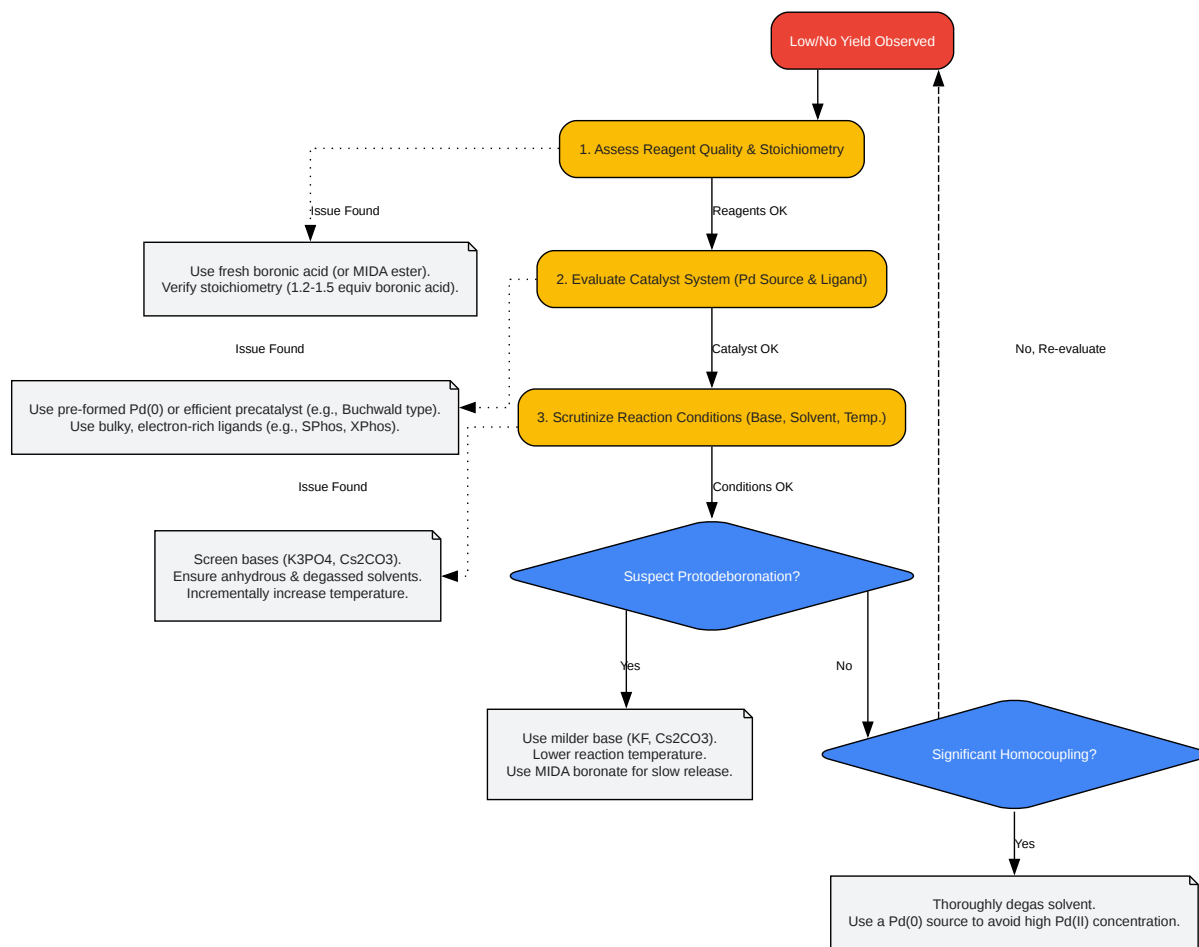 Low/No Yield Observed
1. Assess Reagent Quality & Stoichiometry
Issue Found
Reagents OK
Use fresh boronic acid (or MIDA ester).
Verify stoichiometry (1.2-1.5 equiv boronic acid).
2. Evaluate Catalyst System (Pd Source & Ligand)
Issue Found
Catalyst OK
No, Re-evaluate
Use pre-formed Pd(0) or efficient precatalyst (e.g., Buchwald type).
Use bulky, electron-rich ligands (e.g., SPhos, XPhos).
3. Scrutinize Reaction Conditions (Base, Solvent, Temp.)
Issue Found
Conditions OK
Screen bases (K3PO4, Cs2CO3).
Ensure anhydrous & degassed solvents.
Incrementally increase temperature.
Suspect Protodeboronation?
Yes
No
Use milder base (KF, Cs2CO3).
Lower reaction temperature.
Use MIDA boronate for slow release.
Significant Homocoupling?
Yes
Thoroughly degas solvent.
Use a Pd(0) source to avoid high Pd(II) concentration.